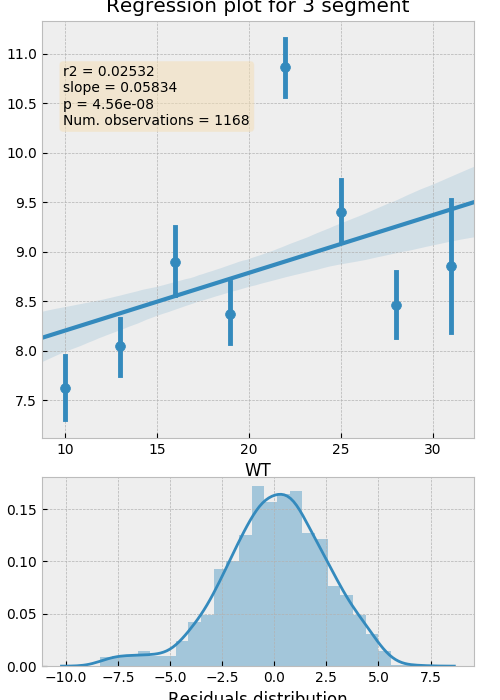 Regression plot for 3 segment
11.0
10.5
10.0
9.5
9.0
8.5
8.0
7.5
r2 = 0.02532
slope = 0.05834
p = 4.56e-08
Num. observations = 1168
10 15 20 25 30
WT
0.15
0.10
0.05
0.00
−10.0 −7.5 −5.0 −2.5 0.0 2.5 5.0 7.5
Residuals distribution